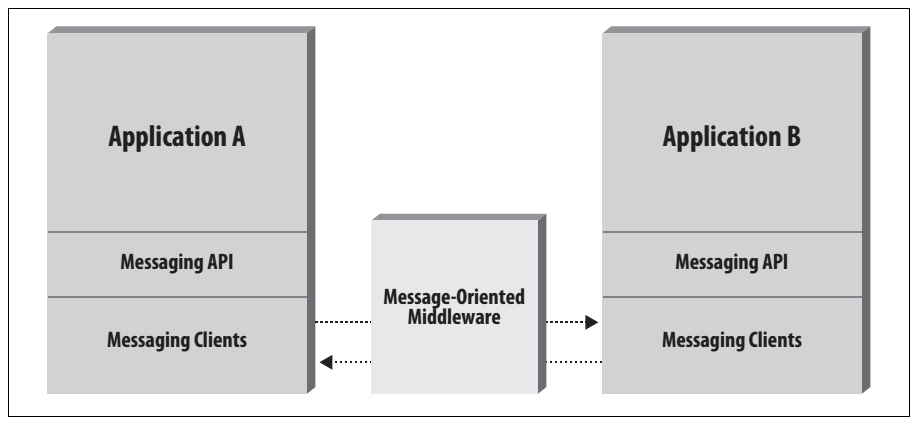 Application A
Messaging API
Messaging Clients
Message-Oriented
Middleware
Application B
Messaging API
Messaging Clients